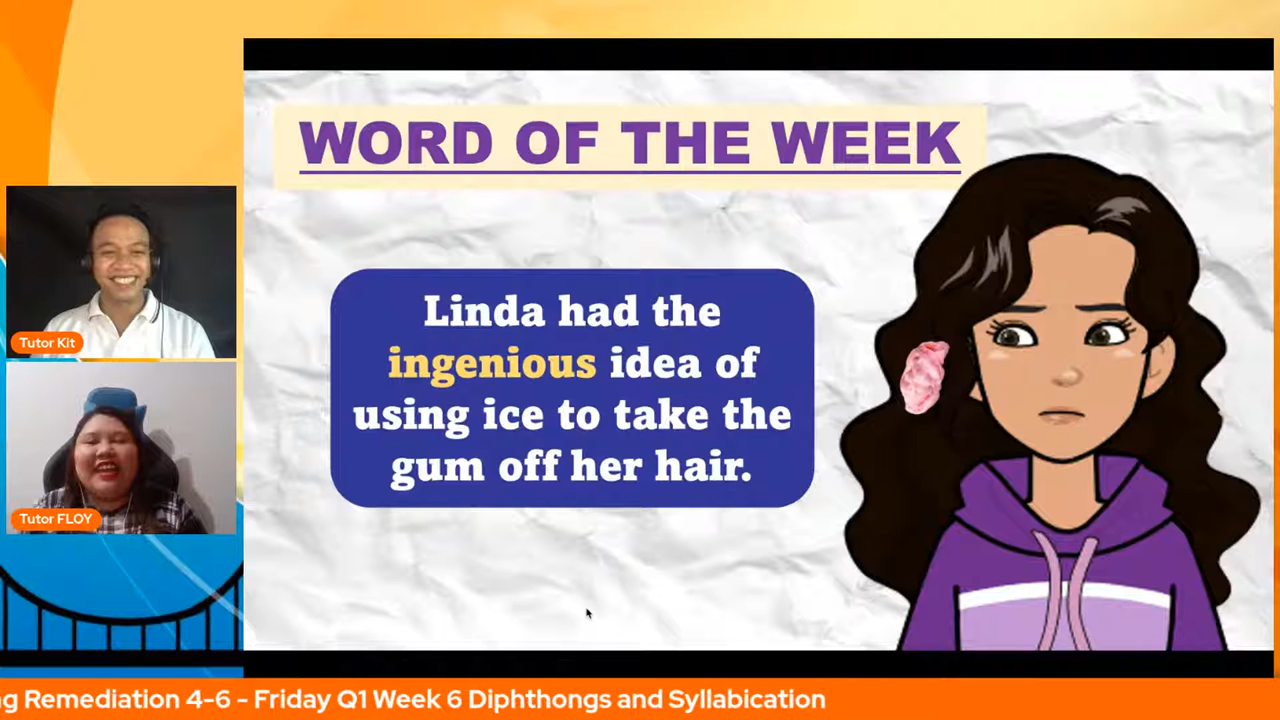 WORD OF THE WEEK
Linda had the
ingenious idea of
using ice to take the
gum off her hair.
Tutor Kit
Tutor FLOY
ng Remediation 4-6 - Friday Q1 Week 6 Diphthongs and Syllabication